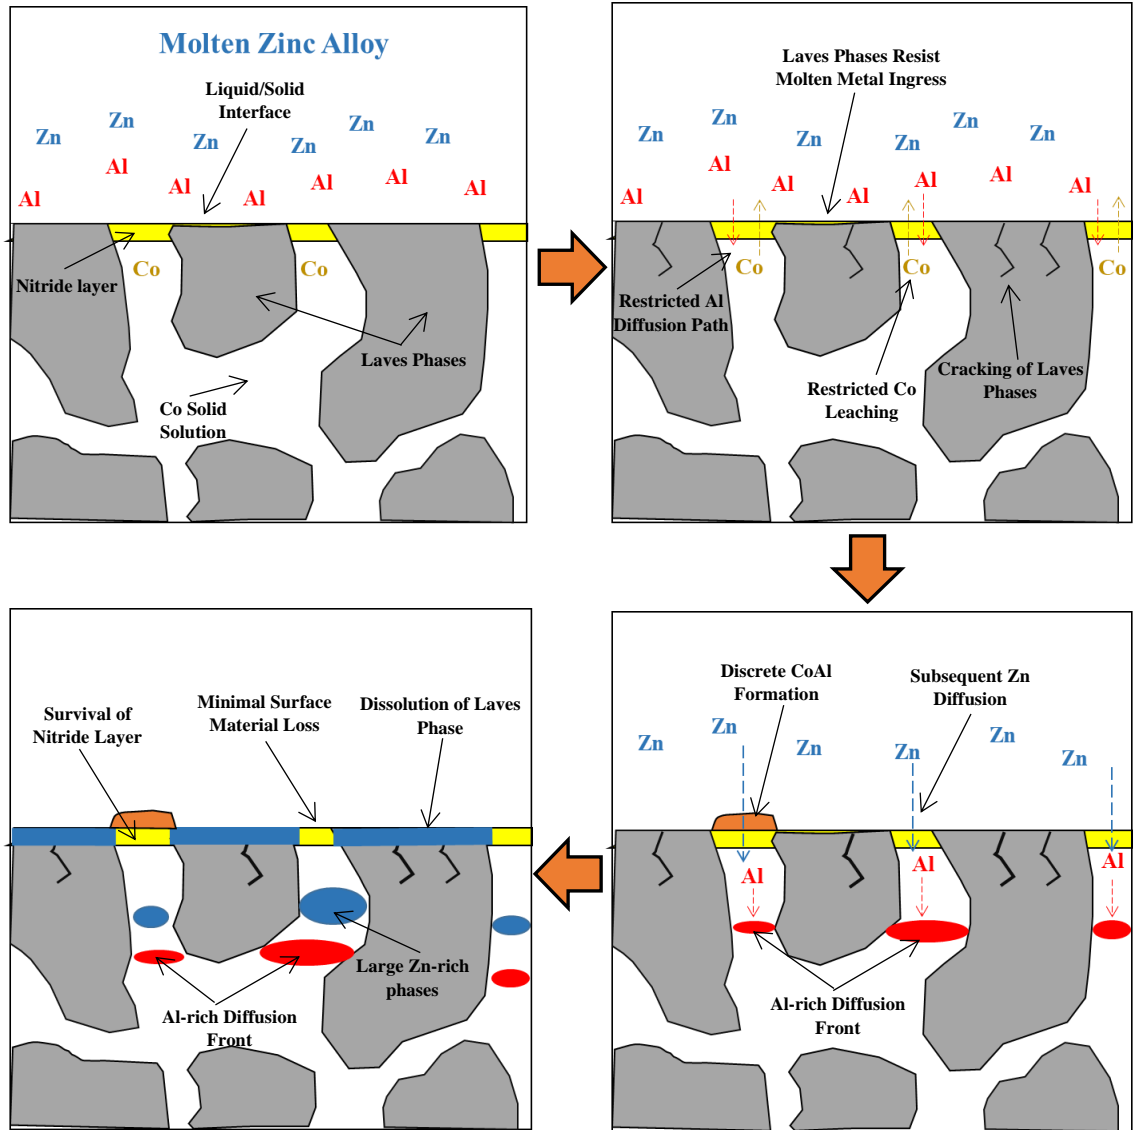 Molten Zinc Alloy
Liquid/Solid
Interface
Zn
Zn
Zn
Zn
Zn
Zn
Al
Al
Al
Al
Al
Al
Al
Co
Co
Nitride layer
Laves Phases
Co Solid
Solution
Laves Phases Resist
Molten Metal Ingress
Zn
Zn
Zn
Zn
Zn
Zn
Al
Al
Al
Al
Al
Al
Al
Co
Co
Co
Restricted Al
Diffusion Path
Restricted Co
Leaching
Cracking of Laves
Phases
Discrete CoAl
Formation
Subsequent Zn
Diffusion
Zn
Zn
Zn
Zn
Zn
Zn
Al
Al
Al
Al-rich Diffusion
Front
Survival of
Nitride Layer
Minimal Surface
Material Loss
Dissolution of Laves
Phase
Large Zn-rich
phases
Al-rich Diffusion
Front